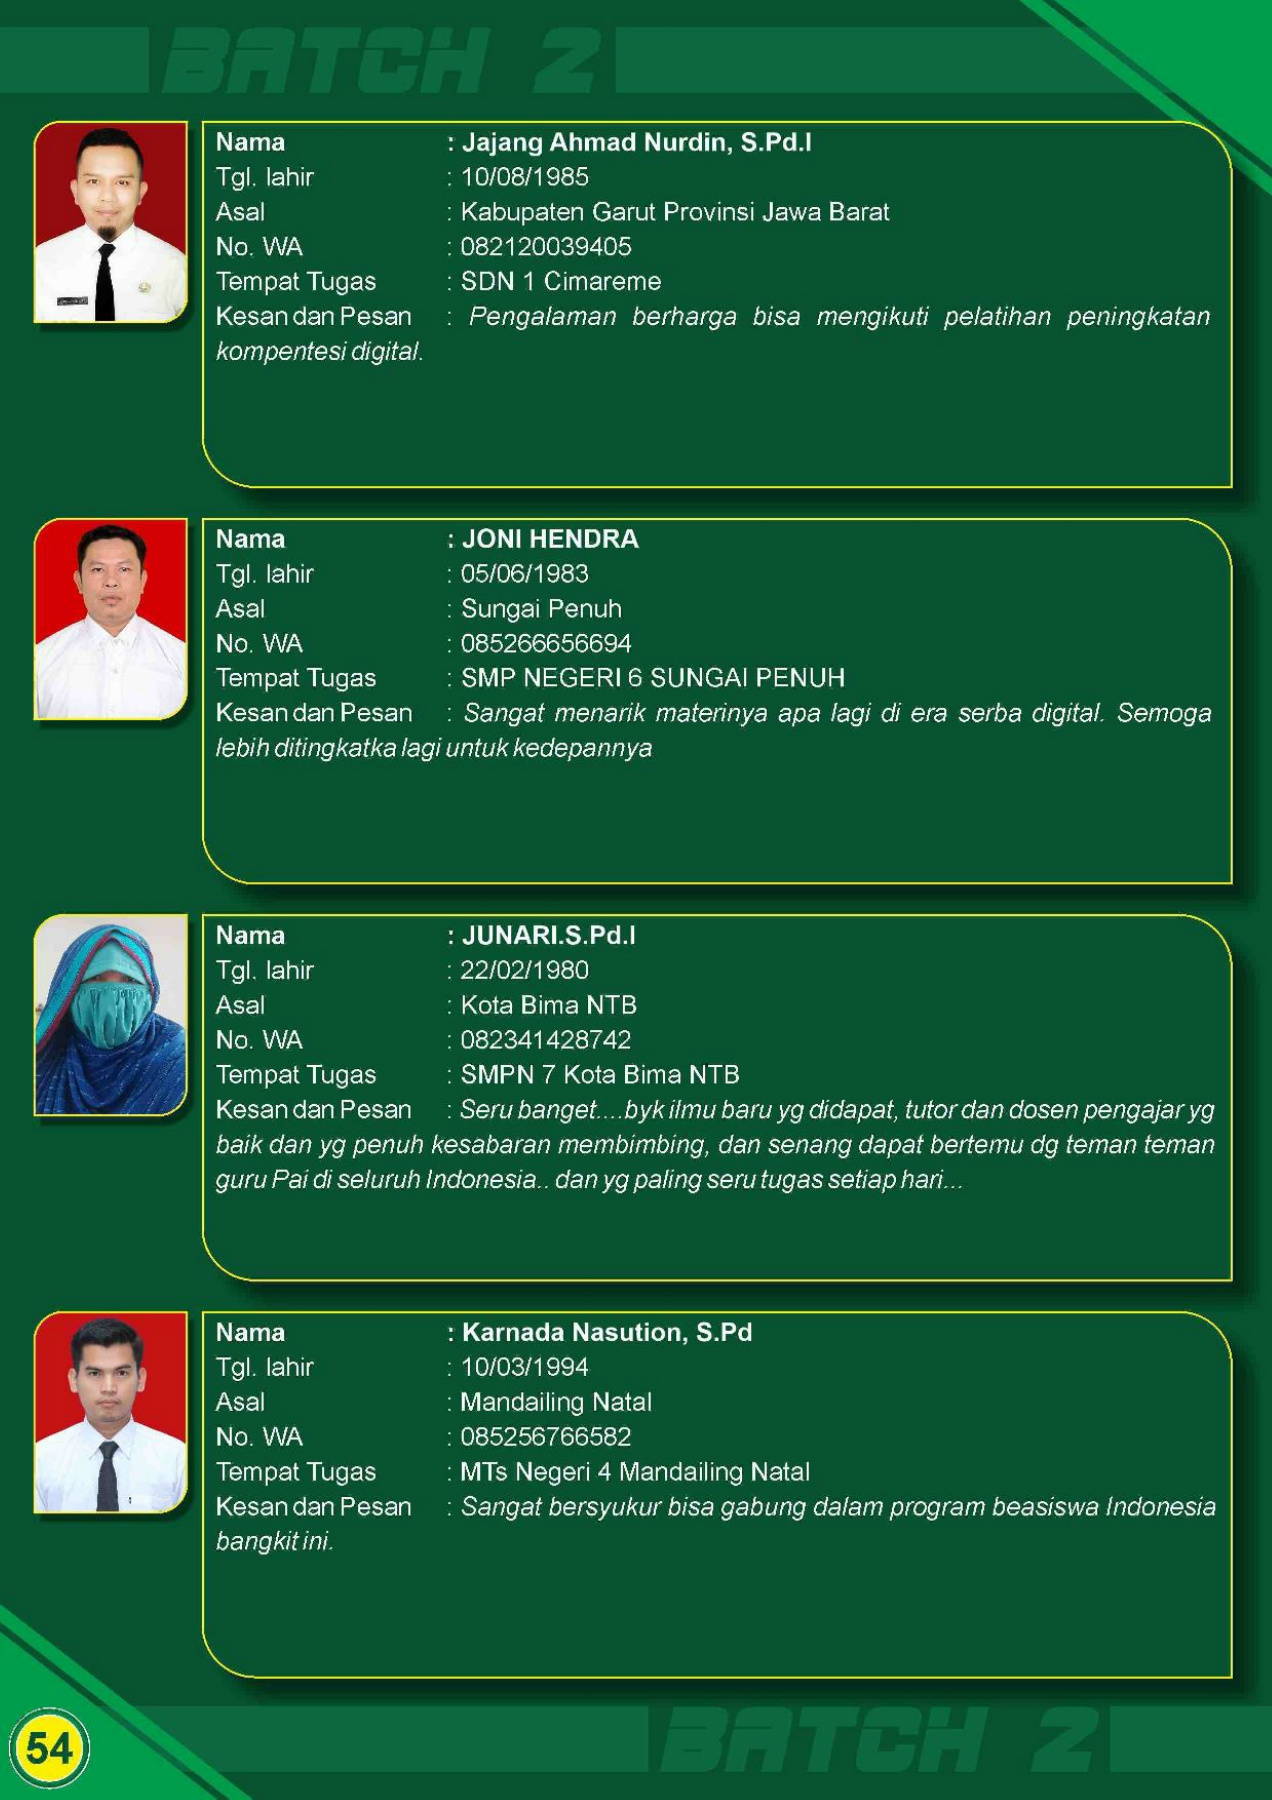 BATCH 2
Nama : Jajang Ahmad Nurdin, S.Pd.I
Tgl. lahir : 10/08/1985
Asal : Kabupaten Garut Provinsi Jawa Barat
No. WA : 082120039405
Tempat Tugas : SDN 1 Cimareme
Kesan dan Pesan : Pengalaman berharga bisa mengikuti pelatihan peningkatan
kompentesi digital.
Nama : JONI HENDRA
Tgl. lahir : 05/06/1983
Asal : Sungai Penuh
No. WA : 085266656694
Tempat Tugas : SMP NEGERI 6 SUNGAI PENUH
Kesan dan Pesan : Sangat menarik materinya apa lagi di era serba digital. Semoga
lebih ditingkatka lagi untuk kedepannya
Nama : JUNARI.S.Pd.I
Tgl. lahir : 22/02/1980
Asal : Kota Bima NTB
No. WA : 082341428742
Tempat Tugas : SMPN 7 Kota Bima NTB
Kesan dan Pesan : Seru banget....byk ilmu baru yg didapat, tutor dan dosen pengajar yg
baik dan yg penuh kesabaran membimbing, dan senang dapat bertemu dg teman teman
guru Pai di seluruh Indonesia.. dan yg paling seru tugas setiap hari...
Nama : Karnada Nasution, S.Pd
Tgl. lahir : 10/03/1994
Asal : Mandailing Natal
No. WA : 085256766582
Tempat Tugas : MTs Negeri 4 Mandailing Natal
Kesan dan Pesan : Sangat bersyukur bisa gabung dalam program beasiswa Indonesia
bangkit ini.
54
BATCH 2